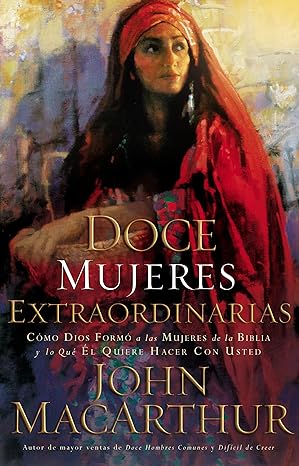 DOCE
MUJERES
EXTRAORDINARIAS
CÓMO DIOS FORMÓ a las MUJERES de la BIBLIA
y lo QUÉ ÉL QUIERE HACER CON USTED
JOHN
MACARTHUR
Autor de mayor ventas de Doce Hombres Comunes y Difícil de Creer